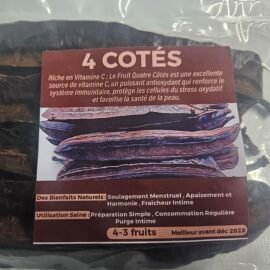 4 COTÉS
Riche en Vitamine C : Le Fruit Quatre Côtés est une excellente
source de vitamine C, un puissant antioxydant qui renforce le
système immunitaire, protège les cellules du stress oxydatif
et favorise la santé de la peau.
Des Bienfaits Naturels : Soulagement Menstruel , Apaisement et
Harmonie , Fraîcheur Intime
Utilisation Saine : Préparation Simple , Consommation Régulière
Purge Intime
4-3 fruits
Meilleur avant déc 2028